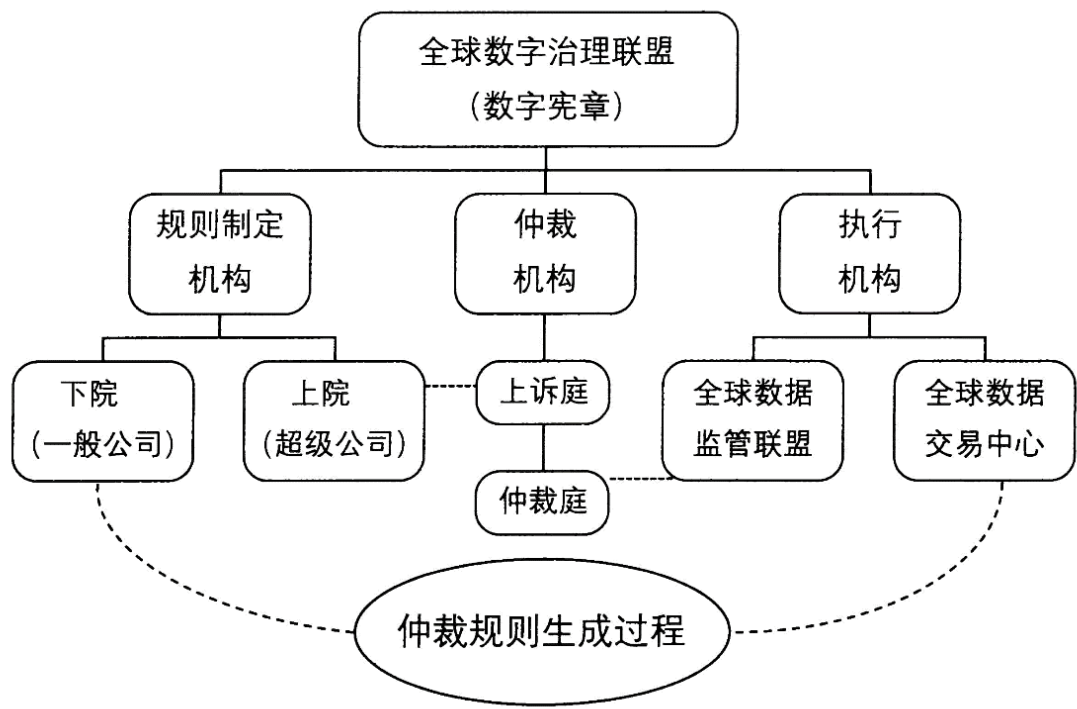 全球数字治理联盟
（数字宪章）
规则制定
机构
仲裁
机构
执行
机构
下院
（一般公司）
上院
（超级公司）
上诉庭
仲裁庭
全球数据
监管联盟
全球数据
交易中心
仲裁规则生成过程